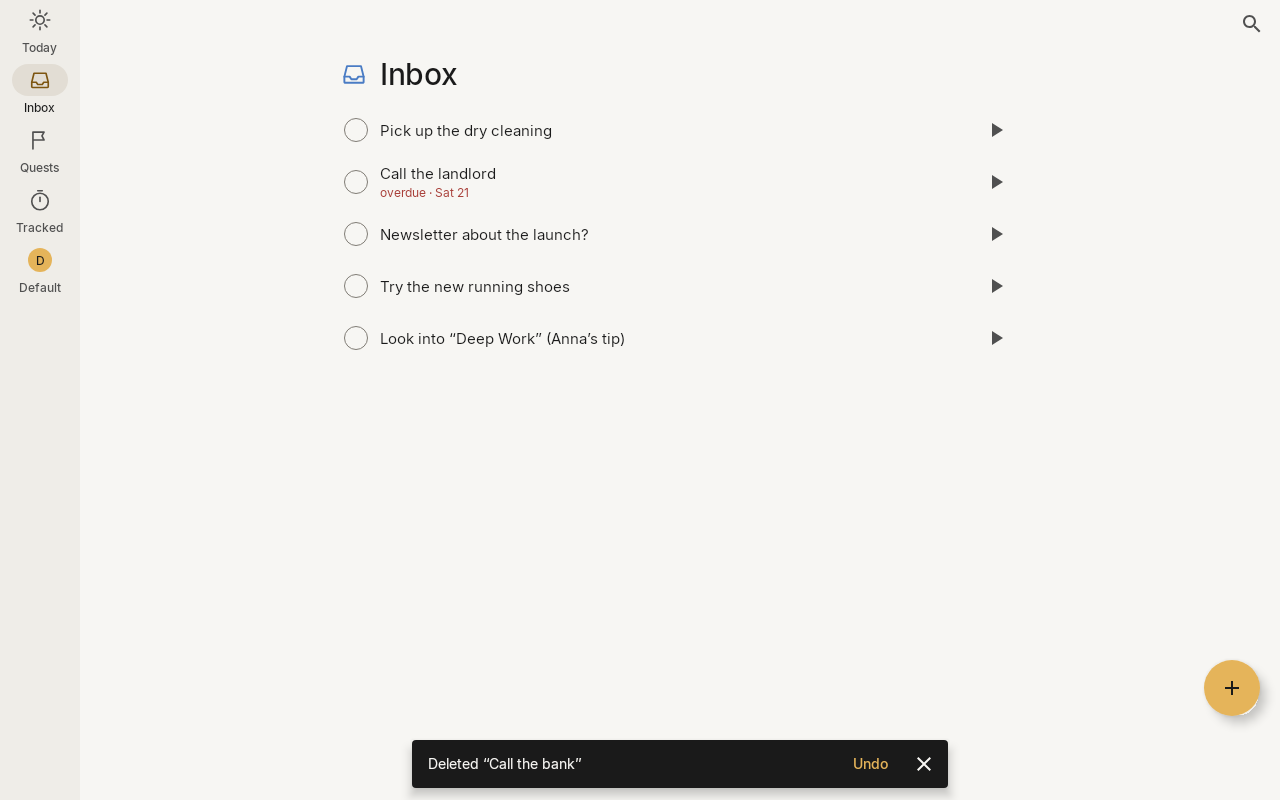 Today
Inbox
Quests
Tracked
D
Default
Inbox
Pick up the dry cleaning
Call the landlord
overdue · Sat 21
Newsletter about the launch?
Try the new running shoes
Look into “Deep Work” (Anna’s tip)
Deleted “Call the bank”
Undo